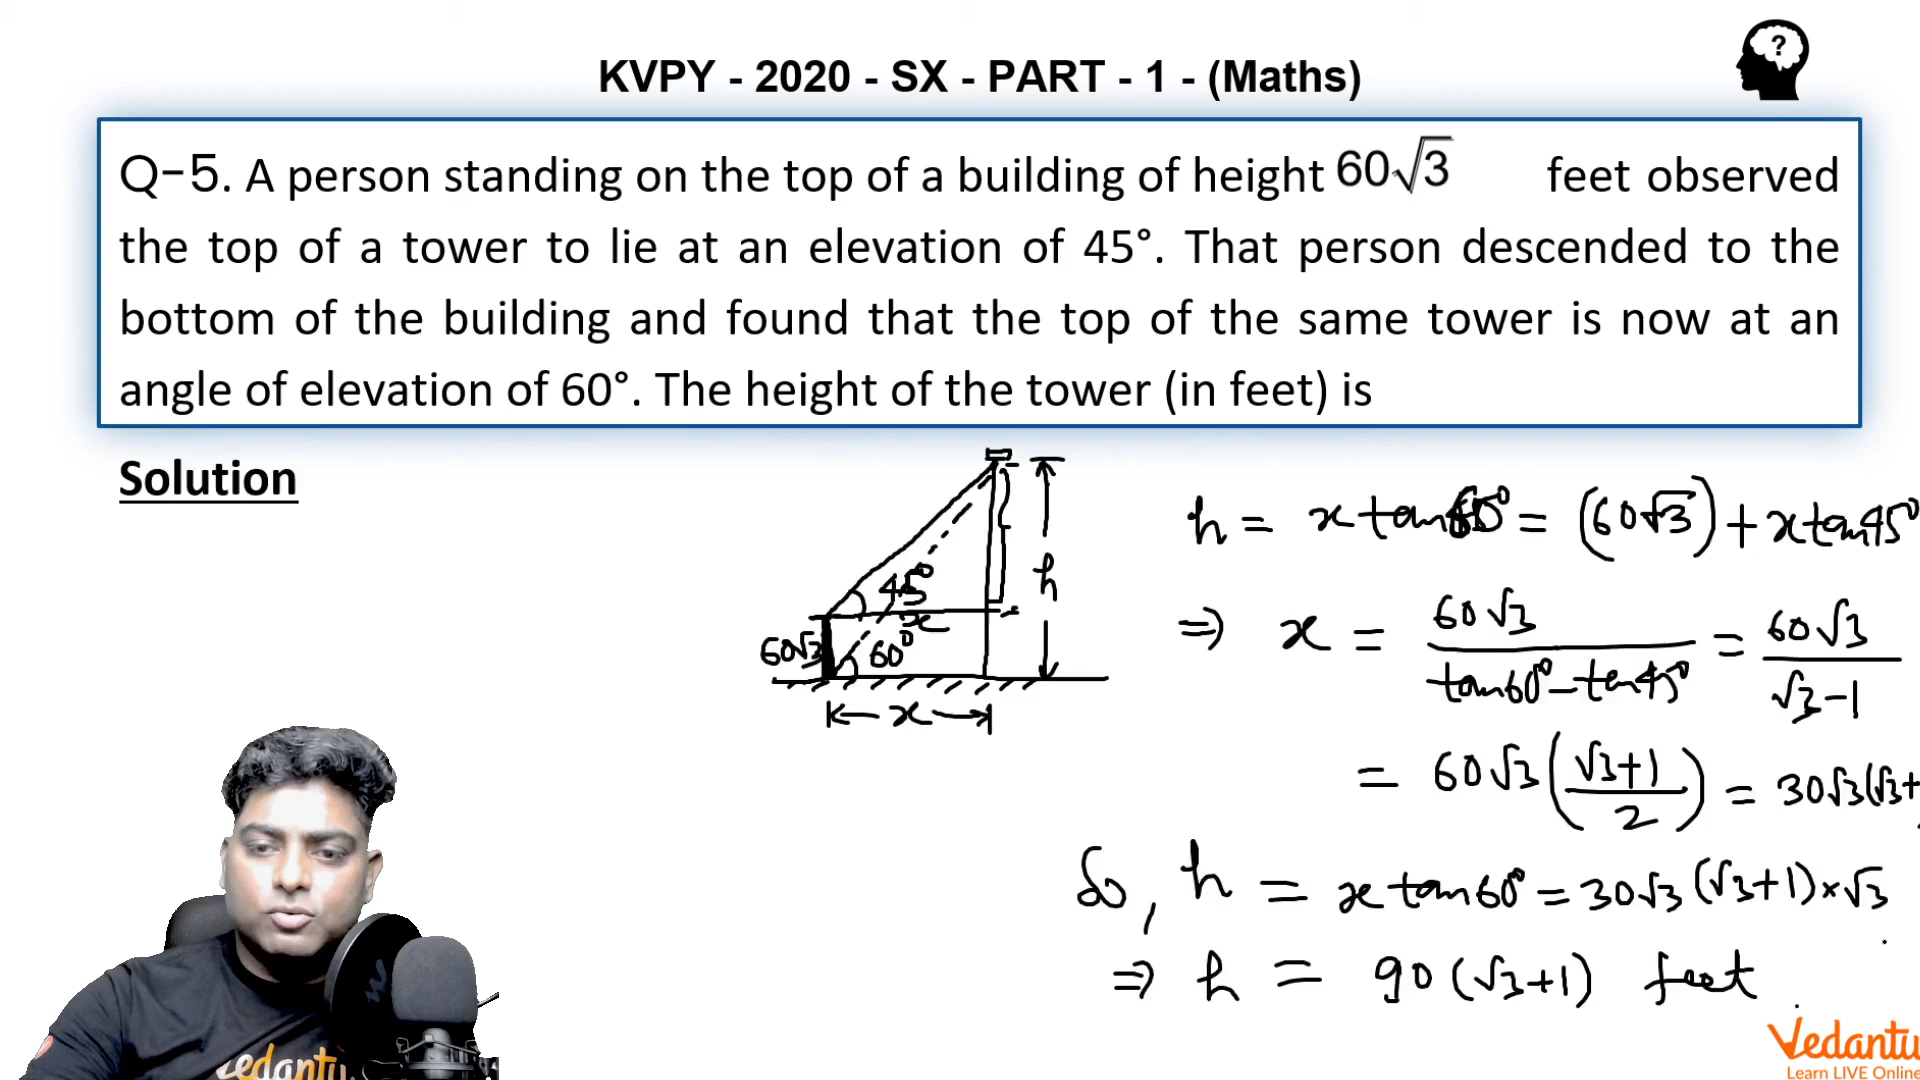 KVPY - 2020 - SX - PART - 1 - (Maths)
?
Q-5. A person standing on the top of a building of height 60√3 feet observed
the top of a tower to lie at an elevation of 45°. That person descended to the
bottom of the building and found that the top of the same tower is now at an
angle of elevation of 60°. The height of the tower (in feet) is
Solution
45°
x
60√3
60°
h
x
h = x tan60° = (60√3) + x tan45°
⇒ x = 60√3 / (tan60° - tan45°) = 60√3 / (√3 - 1)
= 60√3 ((√3+1) / 2) = 30√3(√3+
So, h = x tan60° = 30√3 (√3+1) × √3
⇒ h = 90 (√3+1) feet
Vedantu
Vedantu
Learn LIVE Online